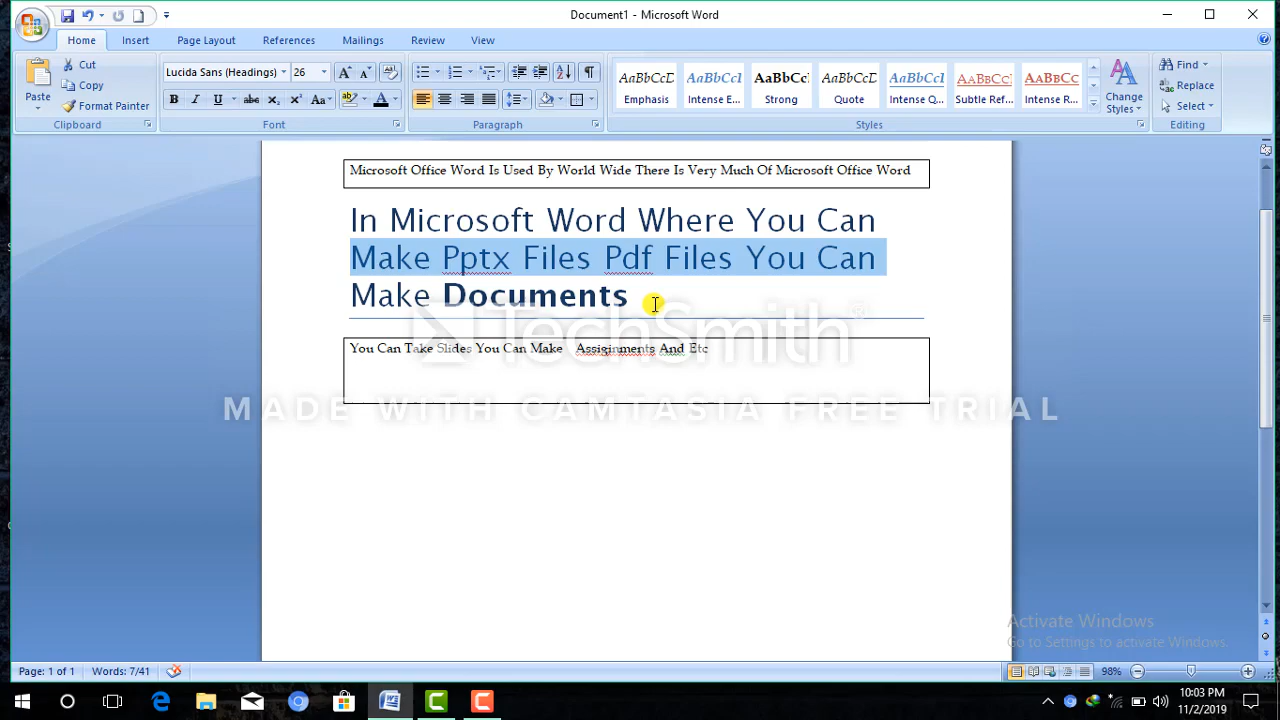 Document1 - Microsoft Word
Home Insert Page Layout References Mailings Review View
Paste
Cut
Copy
Format Painter
Clipboard
Lucida Sans (Headings) 26
Font
Paragraph
AaBbCcD AaBbCcI AaBbCcI AaBbCcD AaBbCcI AABBCCD AABBCC
Emphasis Intense E... Strong Quote Intense Q... Subtle Ref... Intense R...
Change Styles
Styles
Find
Replace
Select
Editing
Microsoft Office Word Is Used By World Wide There Is Very Much Of Microsoft Office Word
In Microsoft Word Where You Can
Make Pptx Files Pdf Files You Can
Make Documents
TechSmith
You Can Take Slides You Can Make Assiginments And Etc
MADE WITH CAMTASIA FREE TRIAL
Activate Windows
Go to Settings to activate Windows.
Page: 1 of 1 Words: 7/41 98%
10:03 PM
11/2/2019